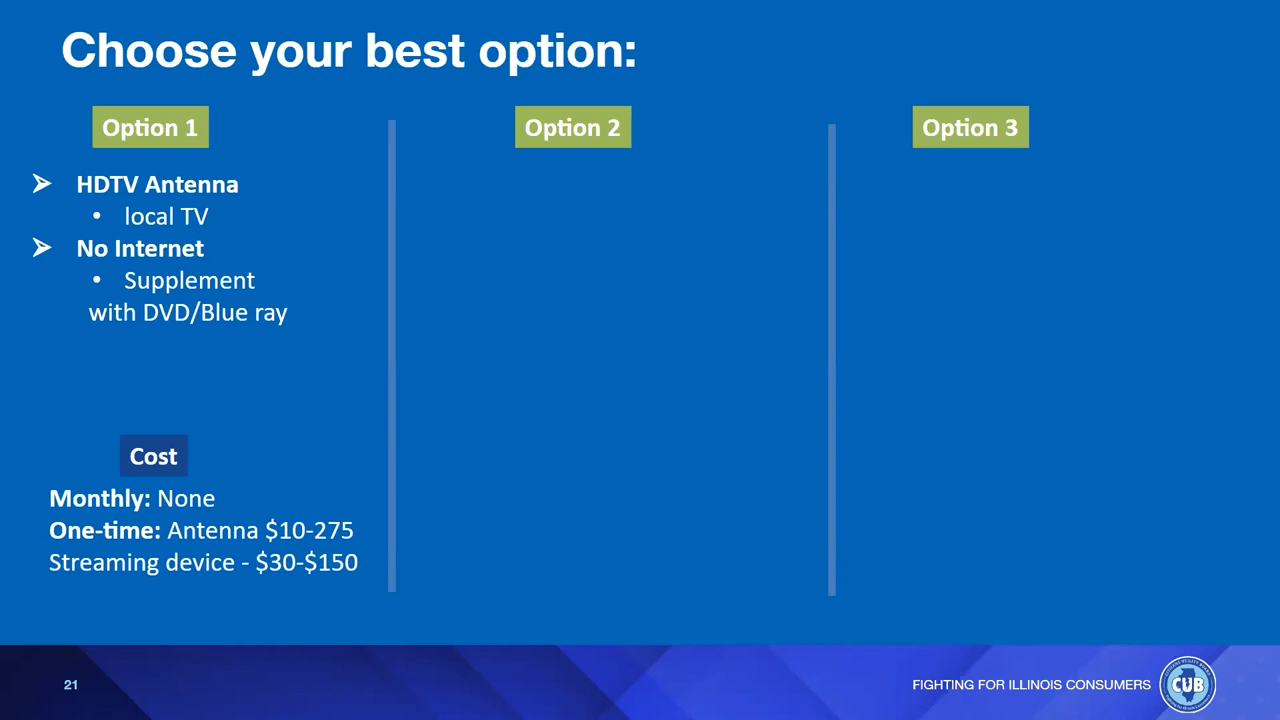 Choose your best option:
Option 1
HDTV Antenna
• local TV
No Internet
• Supplement
with DVD/Blue ray
Cost
Monthly: None
One-time: Antenna $10-275
Streaming device - $30-$150
Option 2
Option 3
21
FIGHTING FOR ILLINOIS CONSUMERS
CUB